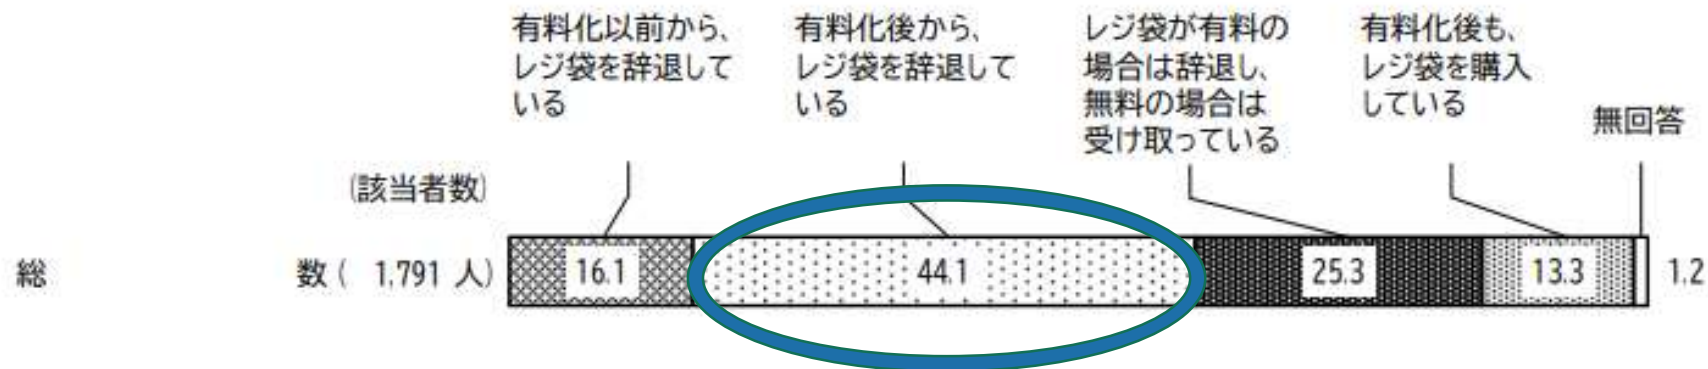 有料化以前から、
レジ袋を辞退して
いる
有料化後から、
レジ袋を辞退して
いる
レジ袋が有料の
場合は辞退し、
無料の場合は
受け取っている
有料化後も、
レジ袋を購入
している
無回答
(該当者数)
総 数 ( 1,791 人) 16.1 44.1 25.3 13.3 1.2